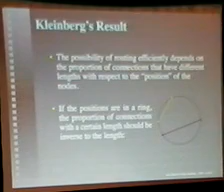 Kleinberg's Result
• The possibility of routing efficiently depends on
the proportion of connections that have different
lengths with respect to the "position" of the
nodes.
• If the positions are in a ring,
the proportion of connections
with a certain length should be
inverse to the length: